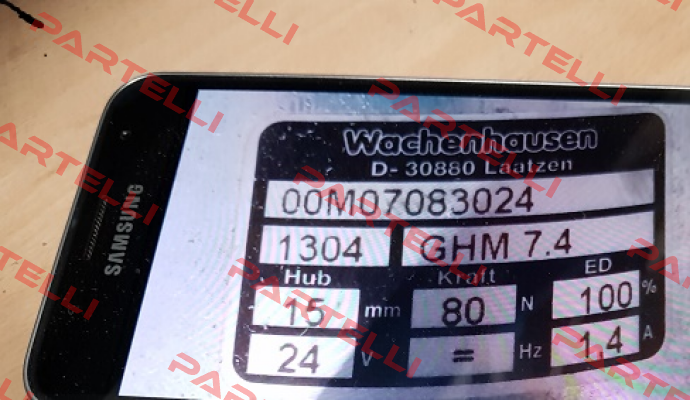 PARTELLI
SAMSUNG
Wachenhausen
D- 30880 Laatzen
00M07083024
1304 GHM 7.4
Hub Kraft ED
15 mm 80 N 100 %
24 V = Hz 1,4 A